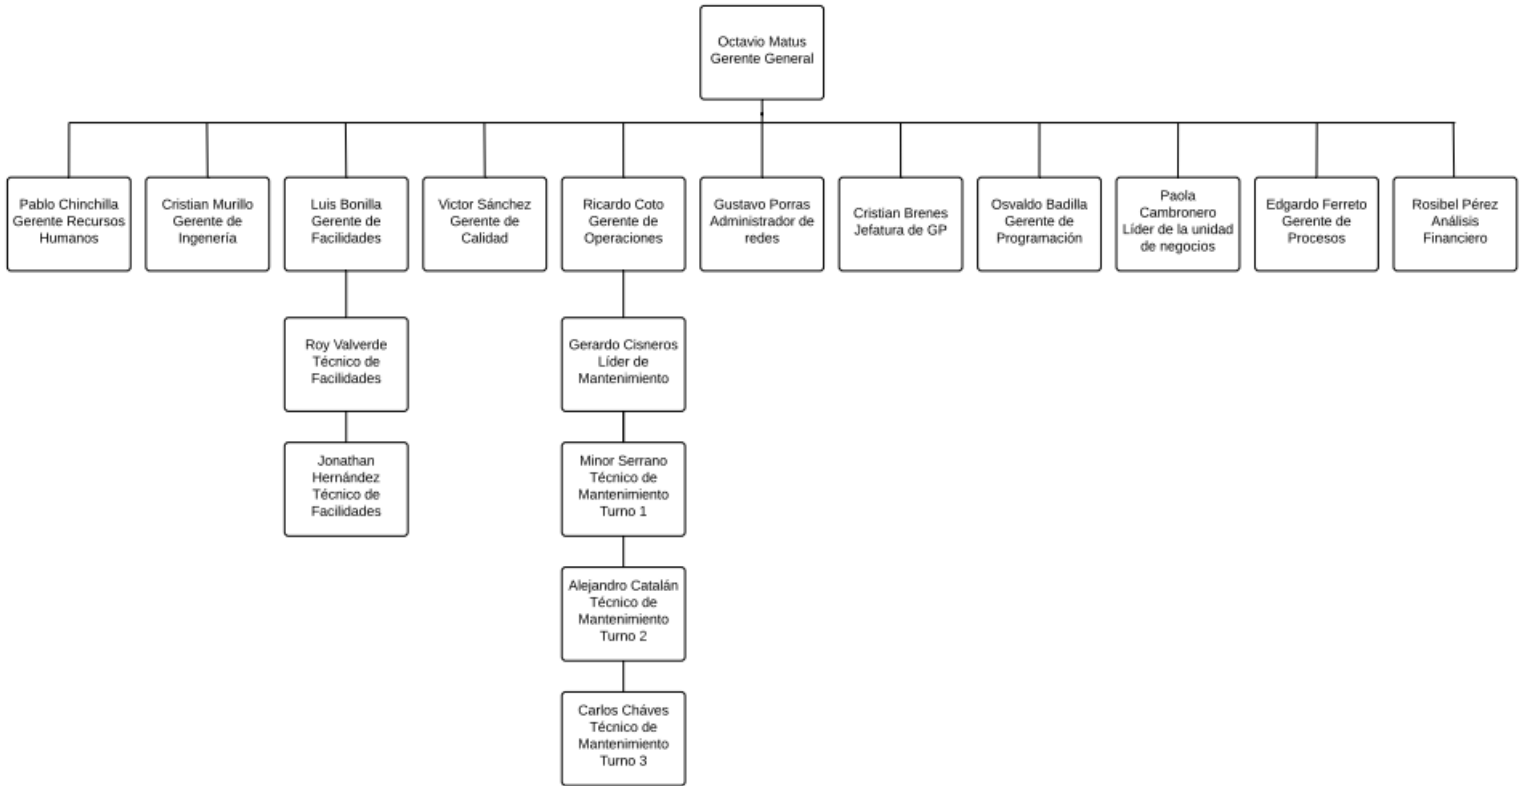 Octavio Matus
Gerente General
Pablo Chinchilla
Gerente Recursos
Humanos
Cristian Murillo
Gerente de
Ingenería
Luis Bonilla
Gerente de
Facilidades
Victor Sánchez
Gerente de
Calidad
Ricardo Coto
Gerente de
Operaciones
Gustavo Porras
Administrador de
redes
Cristian Brenes
Jefatura de GP
Osvaldo Badilla
Gerente de
Programación
Paola
Cambronero
Líder de la unidad
de negocios
Edgardo Ferreto
Gerente de
Procesos
Rosibel Pérez
Análisis
Financiero
Roy Valverde
Técnico de
Facilidades
Gerardo Cisneros
Líder de
Mantenimiento
Jonathan
Hernández
Técnico de
Facilidades
Minor Serrano
Técnico de
Mantenimiento
Turno 1
Alejandro Catalán
Técnico de
Mantenimiento
Turno 2
Carlos Cháves
Técnico de
Mantenimiento
Turno 3